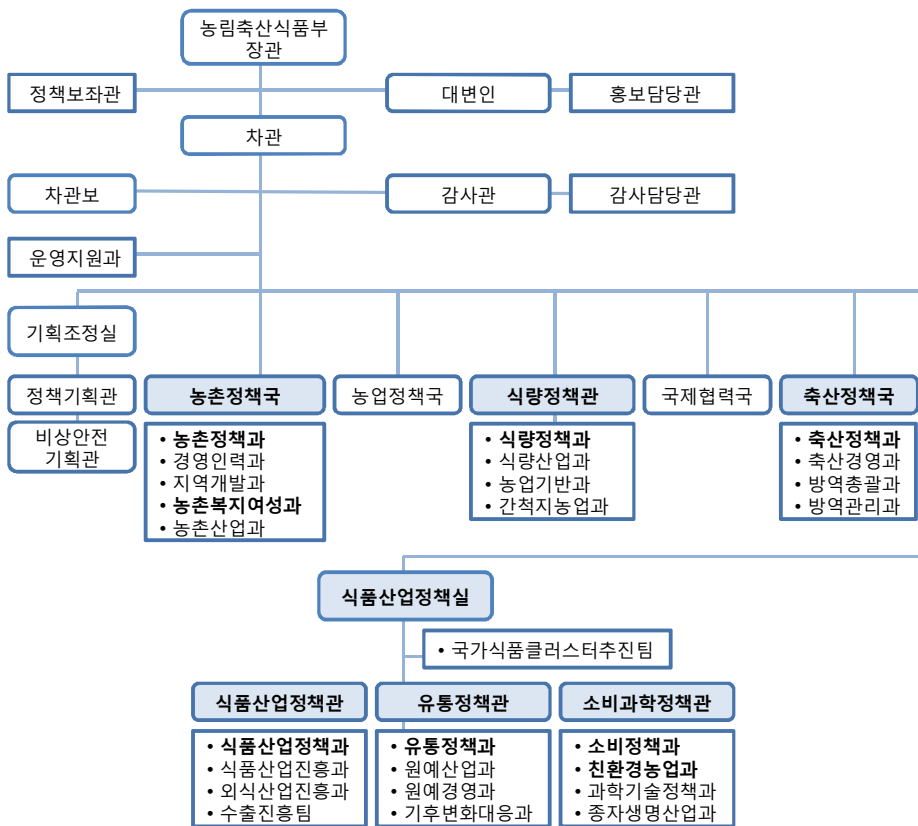 농림축산식품부
장관
정책보좌관
대변인
홍보담당관
차관
차관보
감사관
감사담당관
운영지원과
기획조정실
정책기획관
농촌정책국
농업정책국
식량정책관
국제협력국
축산정책국
비상안전
기획관
• 농촌정책과
• 경영인력과
• 지역개발과
• 농촌복지여성과
• 농촌산업과
• 식량정책과
• 식량산업과
• 농업기반과
• 간척지농업과
• 축산정책과
• 축산경영과
• 방역총괄과
• 방역관리과
식품산업정책실
• 국가식품클러스터추진팀
식품산업정책관
유통정책관
소비과학정책관
• 식품산업정책과
• 식품산업진흥과
• 외식산업진흥과
• 수출진흥팀
• 유통정책과
• 원예산업과
• 원예경영과
• 기후변화대응과
• 소비정책과
• 친환경농업과
• 과학기술정책과
• 종자생명산업과